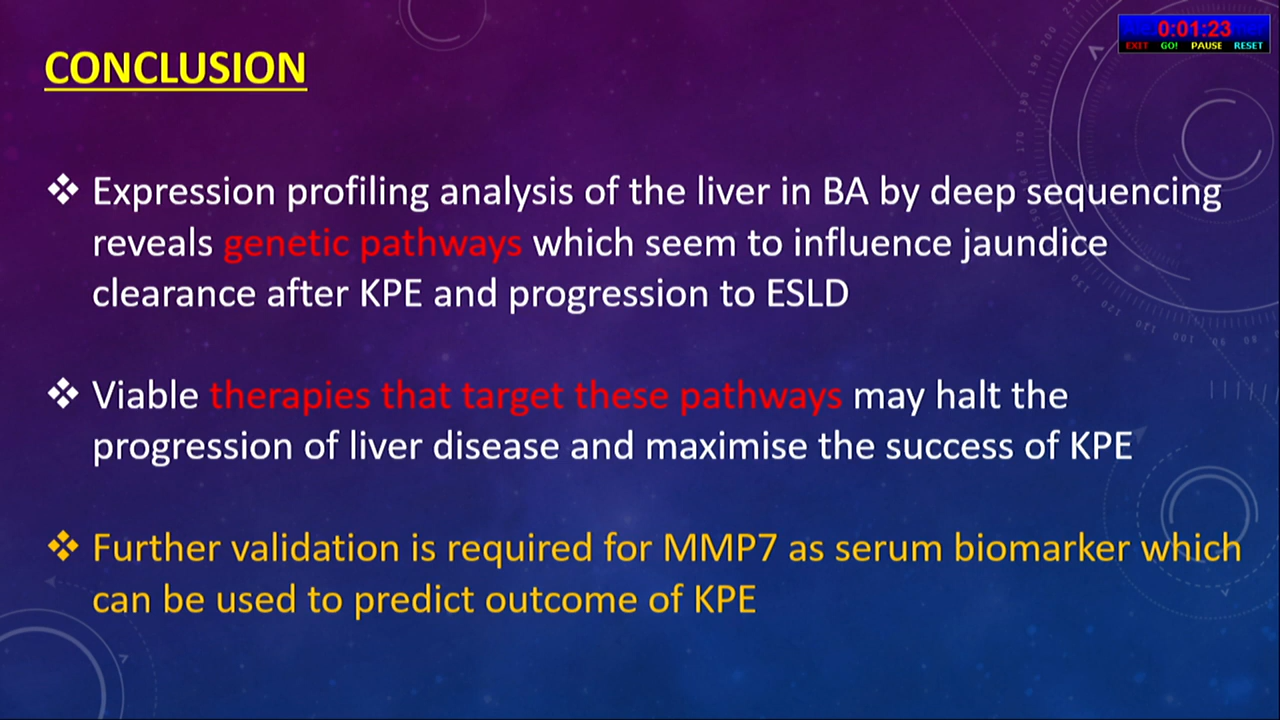 0:01:23
EXIT GO! PAUSE RESET
CONCLUSION
❖ Expression profiling analysis of the liver in BA by deep sequencing
reveals genetic pathways which seem to influence jaundice
clearance after KPE and progression to ESLD
❖ Viable therapies that target these pathways may halt the
progression of liver disease and maximise the success of KPE
❖ Further validation is required for MMP7 as serum biomarker which
can be used to predict outcome of KPE